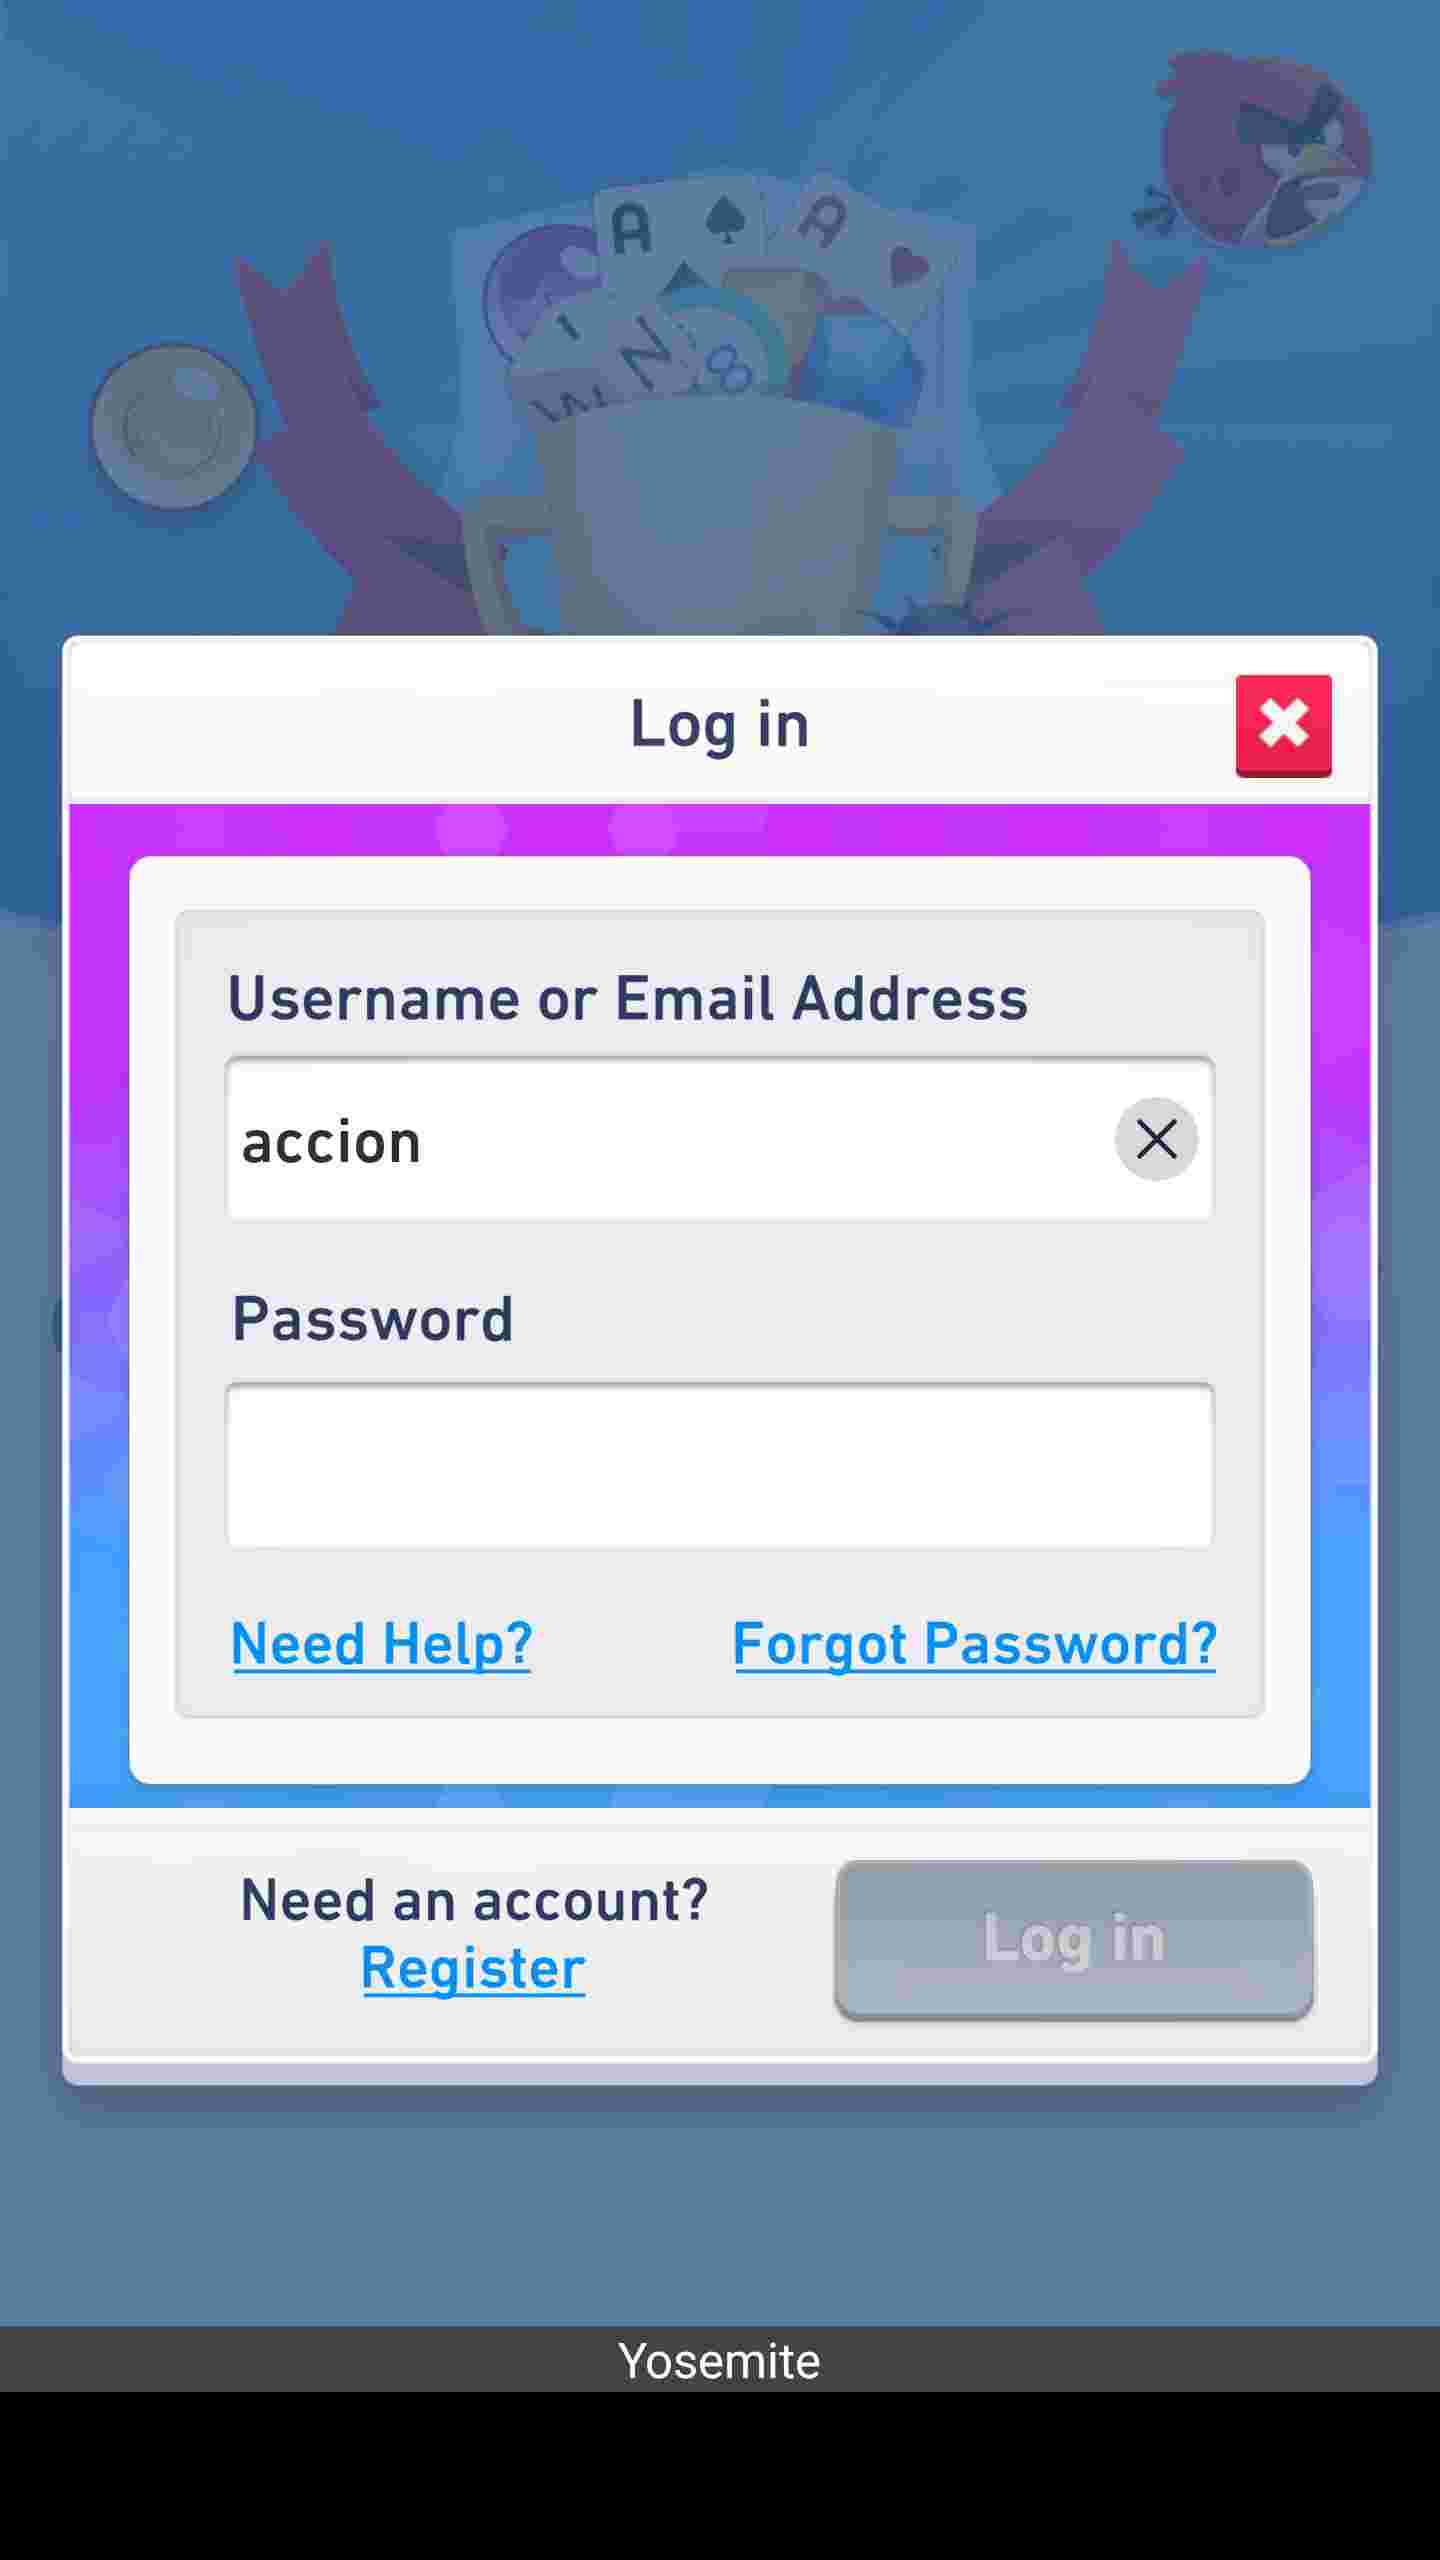 A A
I N 8
W
Log in
Username or Email Address
accion
Password
Need Help? Forgot Password?
Need an account?
Register
Log in
Yosemite